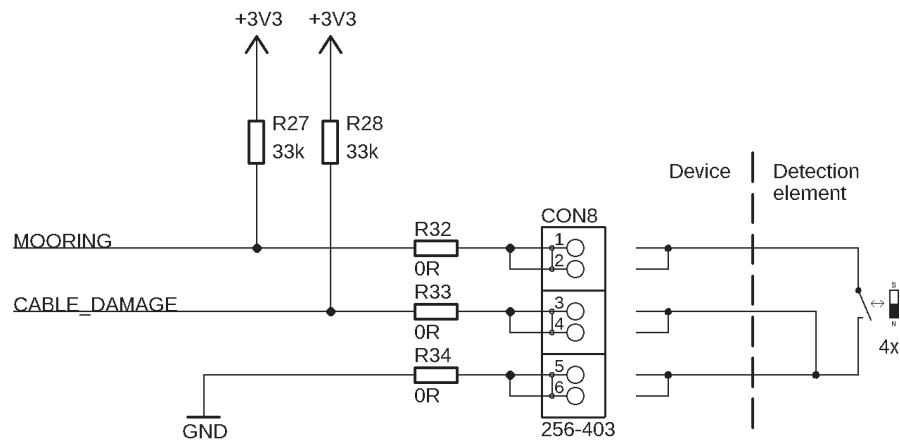 +3V3 +3V3
R27 R28
33k 33k
Device Detection
element
CON8
MOORING R32 1
0R 2
CABLE_DAMAGE R33 3
0R 4
S
N
4x
R34 5
0R 6
GND 256-403